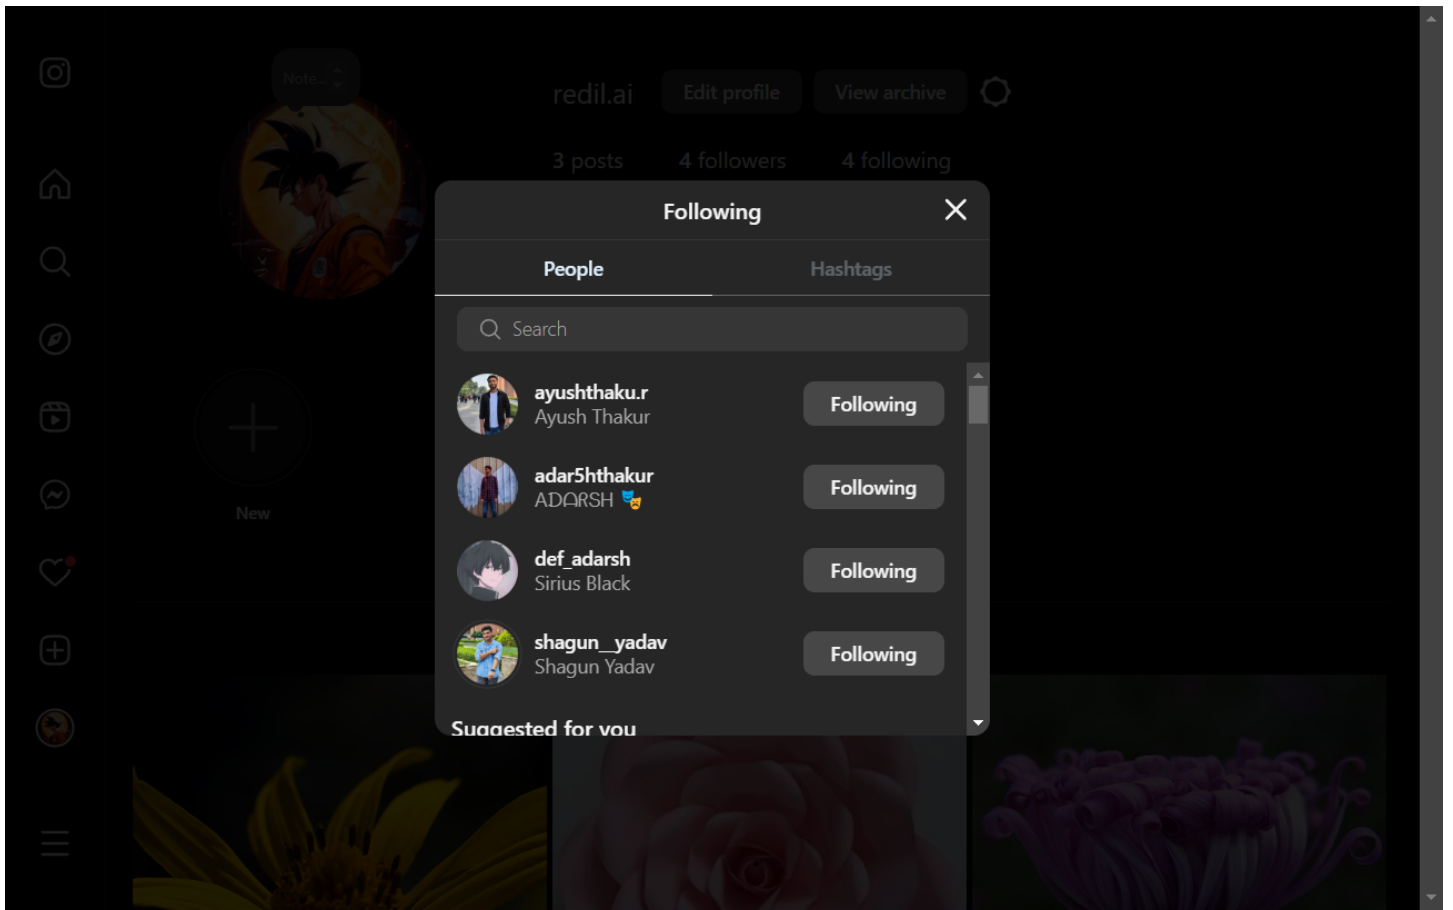 Note...
redil.ai
Edit profile
View archive
3 posts
4 followers
4 following
Following
People
Hashtags
Search
ayushthaku.r
Ayush Thakur
Following
adar5hthakur
ADARSH 🎭
Following
def_adarsh
Sirius Black
Following
shagun__yadav
Shagun Yadav
Following
Suggested for you
New